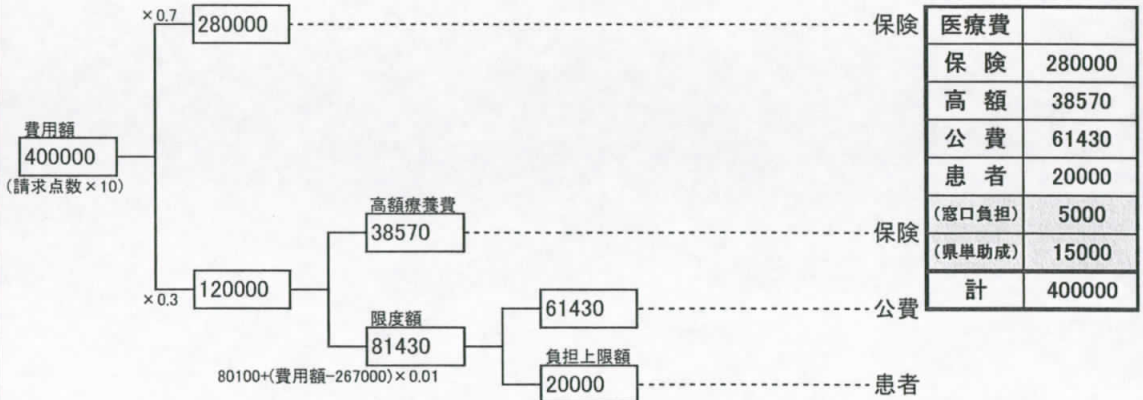 ×0.7
280000
保険
費用額
400000
(請求点数×10)
高額療養費
38570
保険
×0.3
120000
限度額
81430
80100+(費用額-267000)×0.01
61430
公費
負担上限額
20000
患者
医療費
保 険 280000
高 額 38570
公 費 61430
患 者 20000
(窓口負担) 5000
(県単助成) 15000
計 400000